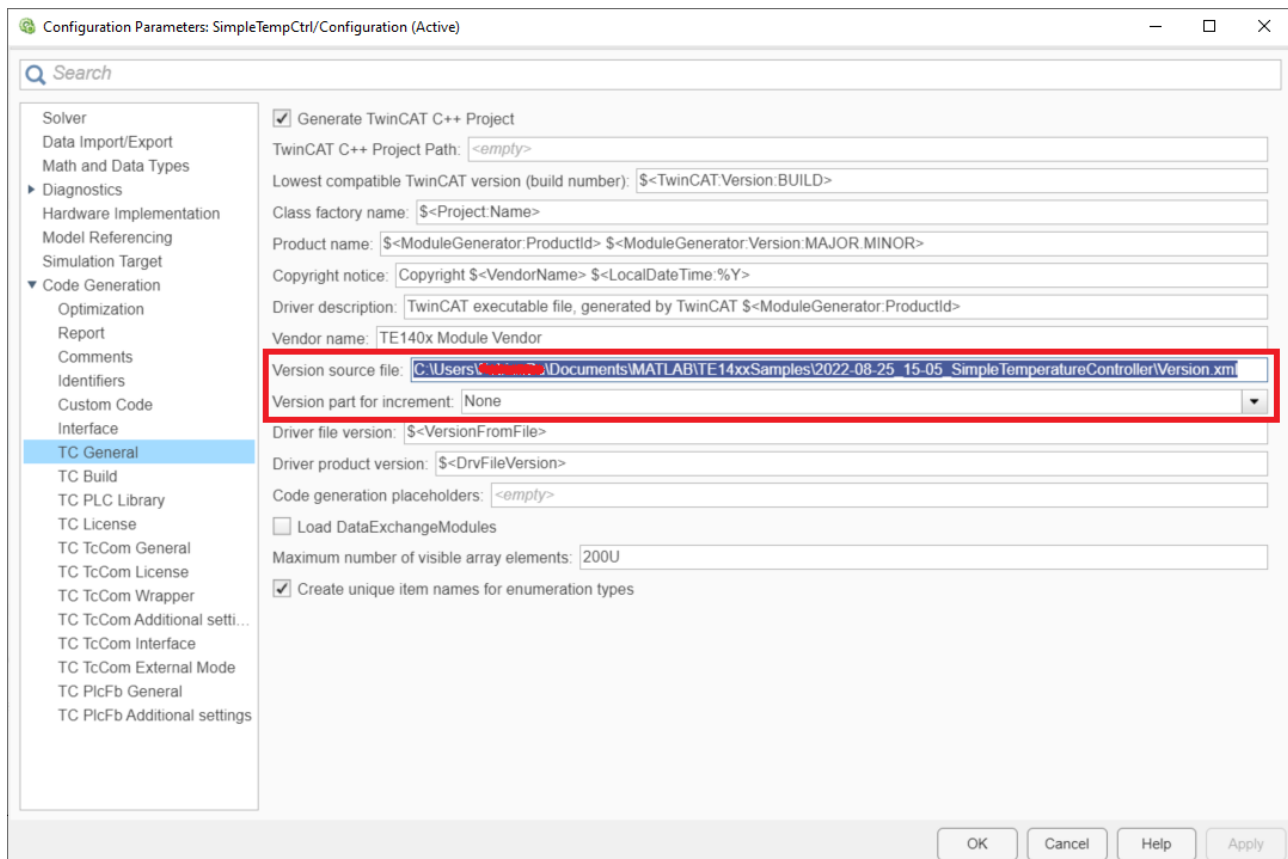 Configuration Parameters: SimpleTempCtrl/Configuration (Active)
Search
Solver
Data Import/Export
Math and Data Types
Diagnostics
Hardware Implementation
Model Referencing
Simulation Target
Code Generation
Optimization
Report
Comments
Identifiers
Custom Code
Interface
TC General
TC Build
TC PLC Library
TC License
TC TcCom General
TC TcCom License
TC TcCom Wrapper
TC TcCom Additional setti...
TC TcCom Interface
TC TcCom External Mode
TC PlcFb General
TC PlcFb Additional settings
Generate TwinCAT C++ Project
TwinCAT C++ Project Path: <empty>
Lowest compatible TwinCAT version (build number): $<TwinCAT:Version:BUILD>
Class factory name: $<Project:Name>
Product name: $<ModuleGenerator:ProductId> $<ModuleGenerator:Version:MAJOR.MINOR>
Copyright notice: Copyright $<VendorName> $<LocalDateTime:%Y>
Driver description: TwinCAT executable file, generated by TwinCAT $<ModuleGenerator:ProductId>
Vendor name: TE140x Module Vendor
Version source file: C:\Users\ \Documents\MATLAB\TE14xxSamples\2022-08-25_15-05_SimpleTemperatureController\Version.xml
Version part for increment: None
Driver file version: $<VersionFromFile>
Driver product version: $<DrvFileVersion>
Code generation placeholders: <empty>
Load DataExchangeModules
Maximum number of visible array elements: 200U
Create unique item names for enumeration types
OK Cancel Help Apply